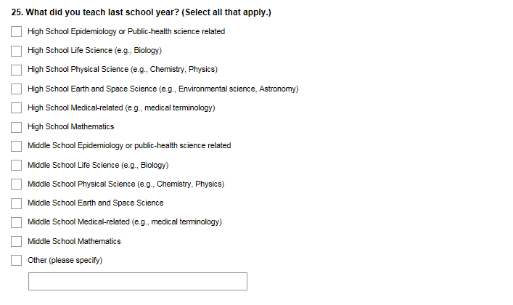 25. What did you teach last school year? (Select all that apply.)
High School Epidemiology or Public-health science related
High School Life Science (e.g., Biology)
High School Physical Science (e.g., Chemistry, Physics)
High School Earth and Space Science (e.g., Environmental science, Astronomy)
High School Medical-related (e.g., medical terminology)
High School Mathematics
Middle School Epidemiology or public-health science related
Middle School Life Science (e.g., Biology)
Middle School Physical Science (e.g., Chemistry, Physics)
Middle School Earth and Space Science
Middle School Medical-related (e.g., medical terminology)
Middle School Mathematics
Other (please specify)